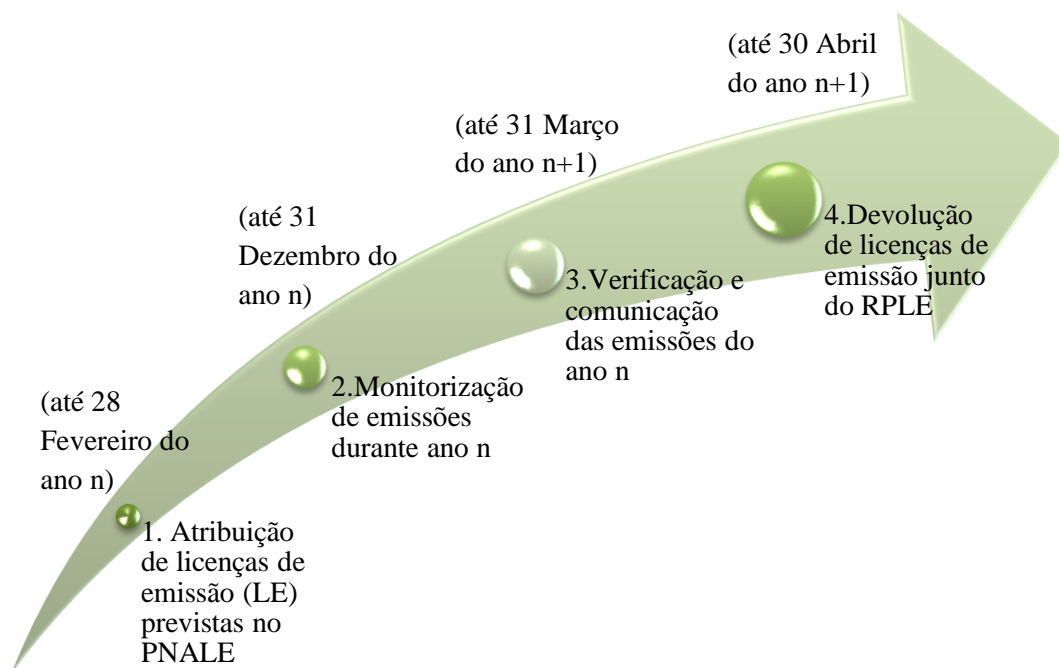 (até 28
Fevereiro do
ano n)
1. Atribuição
de licenças de
emissão (LE)
previstas no
PNALE
(até 31
Dezembro do
ano n)
2.Monitorização
de emissões
durante ano n
(até 31 Março
do ano n+1)
3.Verificação e
comunicação
das emissões do
ano n
(até 30 Abril
do ano n+1)
4.Devolução
de licenças de
emissão junto
do RPLE